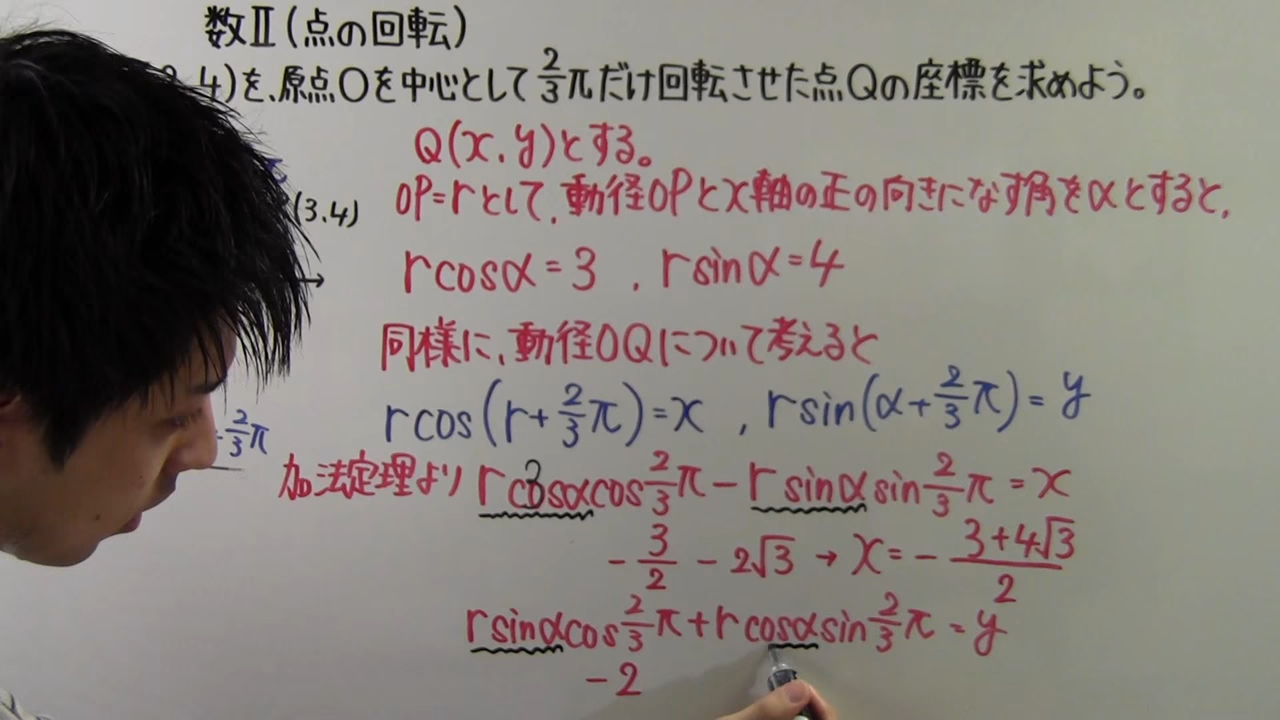 数Ⅱ(点の回転)
4)を、原点Oを中心として2/3πだけ回転させた点Qの座標を求めよう。
Q(x,y)とする。
OP=rとして、動径OPとx軸の正の向きになす角をαとすると、
(3,4)
rcosα=3 , rsinα=4
→
同様に、動径OQについて考えると
rcos(r+2/3π)=x , rsin(α+2/3π)=y
2/3π
加法定理より rcosαcos2/3π-rsinαsin2/3π=x
3
-3/2-2√3→x=-(3+4√3)/2
rsinαcos2/3π+rcosαsin2/3π=y
-2